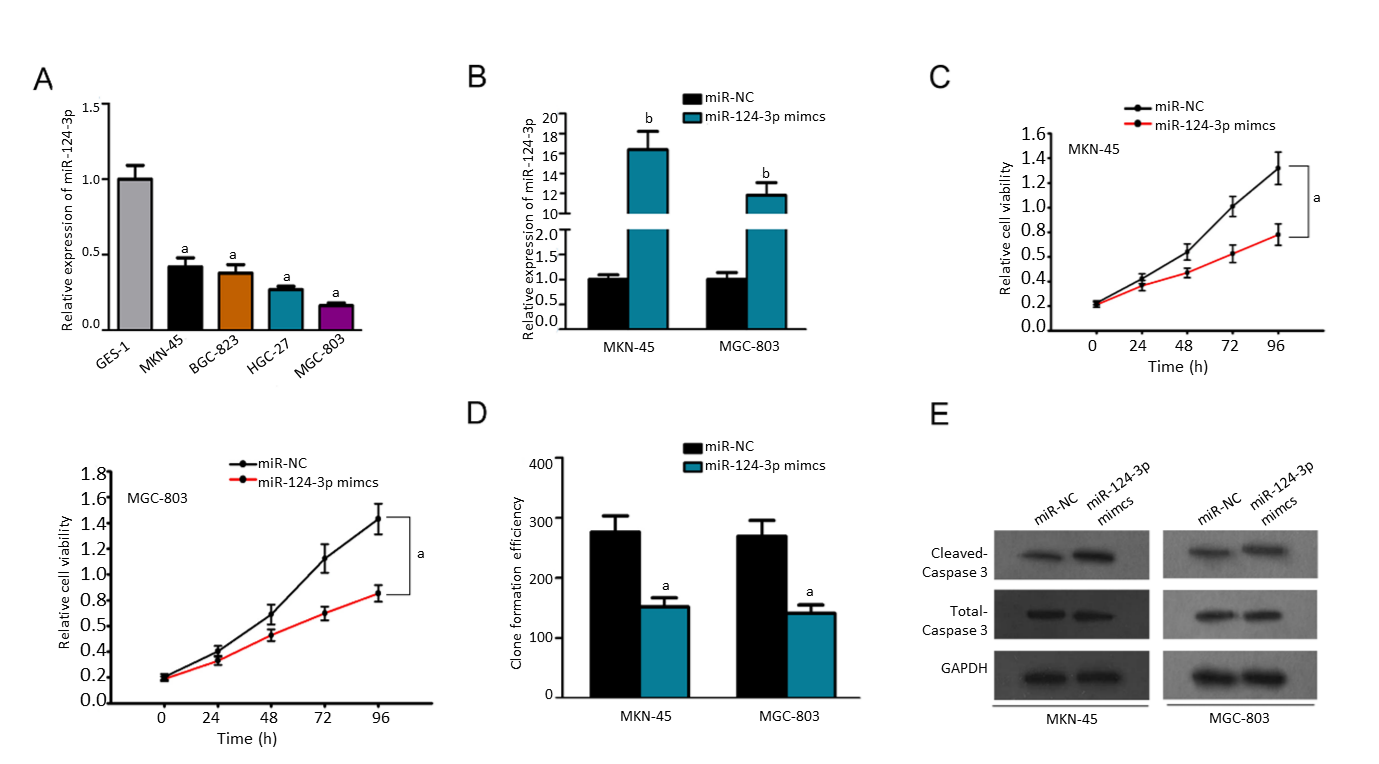 A
Relative expression of miR-124-3p
1.5
1.0
0.5
0.0
a
a
a
a
GES-1
MKN-45
BGC-823
HGC-27
MGC-803
B
miR-NC
miR-124-3p mimcs
Relative expression of miR-124-3p
20
18
16
14
12
10
2.0
1.5
1.0
0.5
0.0
b
b
MKN-45
MGC-803
C
miR-NC
miR-124-3p mimcs
MKN-45
Relative cell viability
1.6
1.4
1.2
1.0
0.8
0.6
0.4
0.2
0.0
a
0
24
48
72
96
Time (h)
miR-NC
miR-124-3p mimcs
MGC-803
Relative cell viability
1.8
1.6
1.4
1.2
1.0
0.8
0.5
0.4
0.2
0.0
a
0
24
48
72
96
Time (h)
D
miR-NC
miR-124-3p mimcs
Clone formation efficiency
400
300
200
100
0
a
a
MKN-45
MGC-803
E
miR-NC
miR-124-3p
mimcs
miR-NC
miR-124-3p
mimcs
Cleaved-
Caspase 3
Total-
Caspase 3
GAPDH
MKN-45
MGC-803